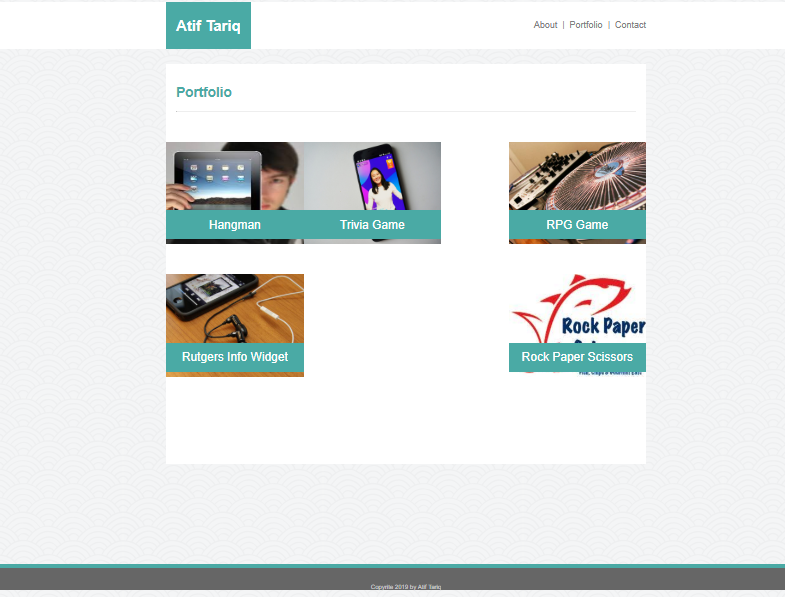 Atif Tariq
About | Portfolio | Contact
Portfolio
Hangman
Trivia Game
RPG Game
Rutgers Info Widget
Rock Paper
Rock Paper Scissors
Copyrite 2019 by Atif Tariq